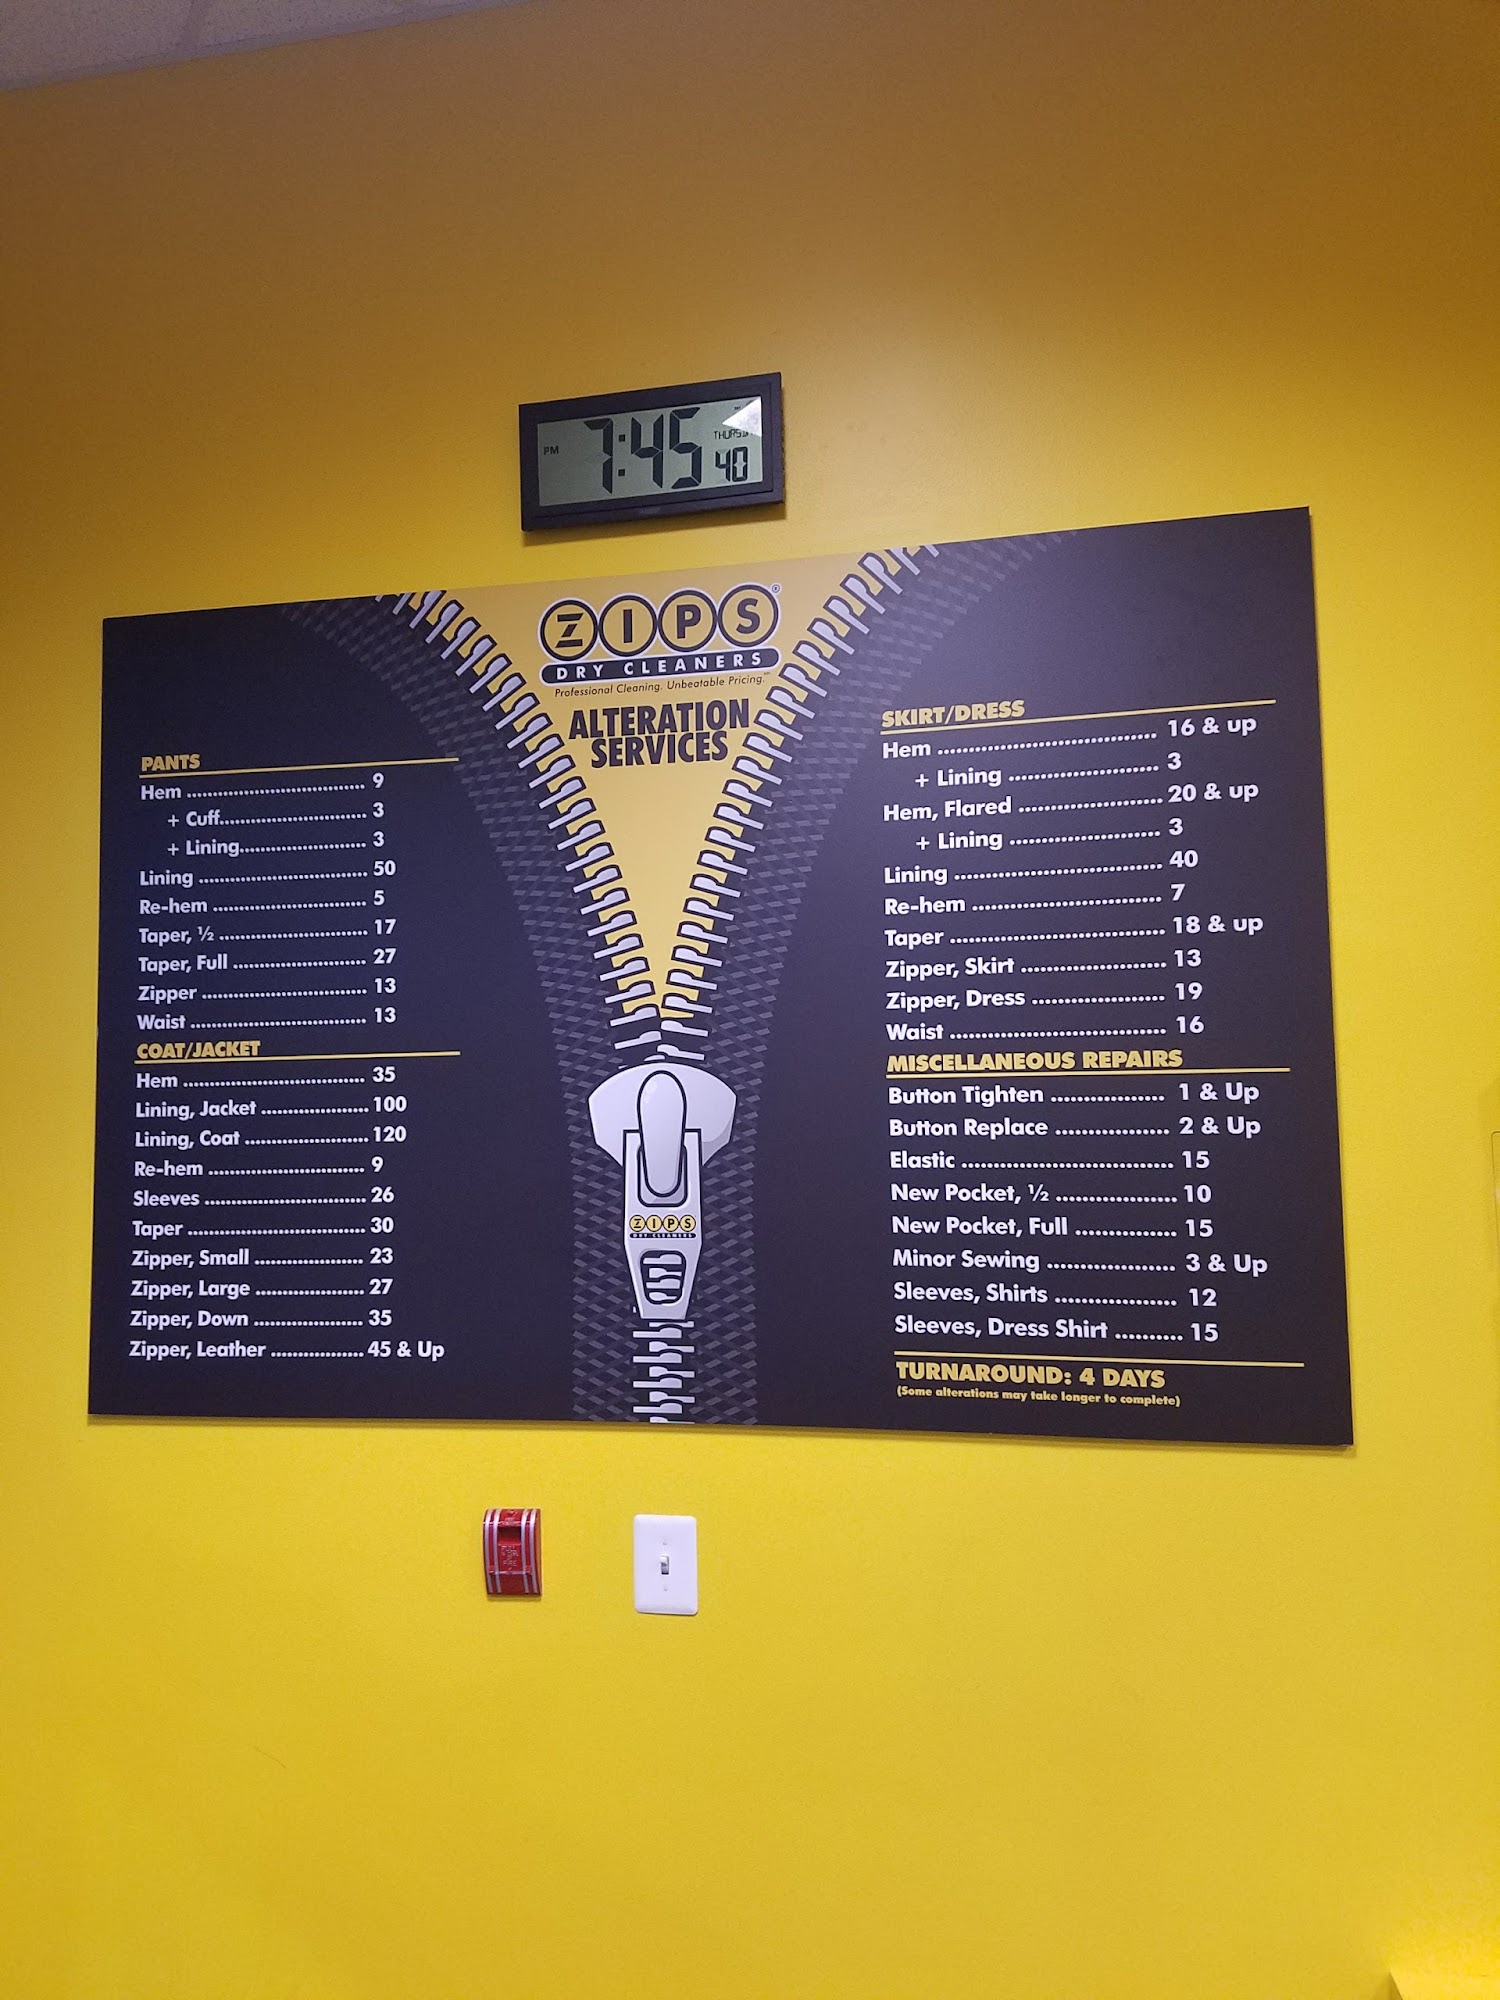 PM 7:45 40
ZIPS®
DRY CLEANERS
Professional Cleaning. Unbeatable Pricing.
ALTERATION
SERVICES
PANTS
Hem 9
+ Cuff 3
+ Lining 3
Lining 50
Re-hem 5
Taper, ½ 17
Taper, Full 27
Zipper 13
Waist 13
COAT/JACKET
Hem 35
Lining, Jacket 100
Lining, Coat 120
Re-hem 9
Sleeves 26
Taper 30
Zipper, Small 23
Zipper, Large 27
Zipper, Down 35
Zipper, Leather 45 & Up
ZIPS
DRY CLEANERS
SKIRT/DRESS
Hem 16 & up
+ Lining 3
Hem, Flared 20 & up
+ Lining 3
Lining 40
Re-hem 7
Taper 18 & up
Zipper, Skirt 13
Zipper, Dress 19
Waist 16
MISCELLANEOUS REPAIRS
Button Tighten 1 & Up
Button Replace 2 & Up
Elastic 15
New Pocket, ½ 10
New Pocket, Full 15
Minor Sewing 3 & Up
Sleeves, Shirts 12
Sleeves, Dress Shirt 15
TURNAROUND: 4 DAYS
(Some alterations may take longer to complete)